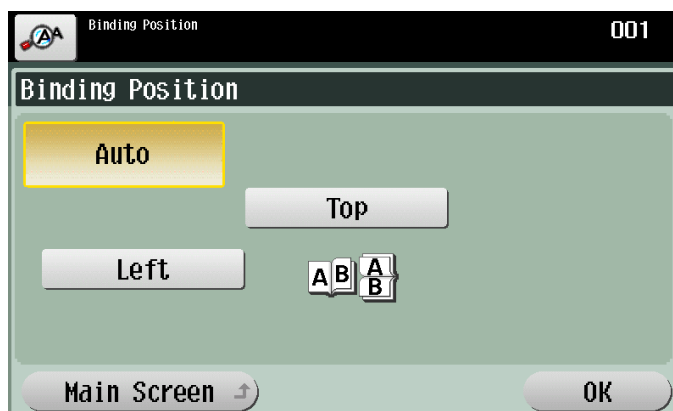 A A
Binding Position
001
Binding Position
Auto
Top
Left
A B A
B
Main Screen
OK